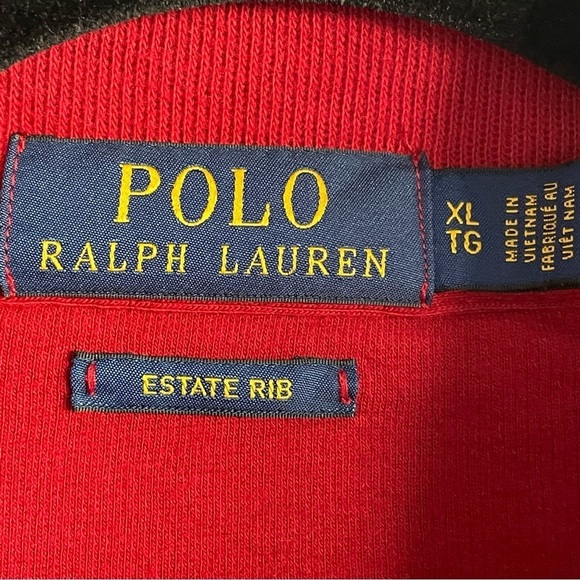 POLO
RALPH LAUREN
XL
TG
MADE IN
VIETNAM
FABRIQUÉ AU
VIÊT NAM
ESTATE RIB